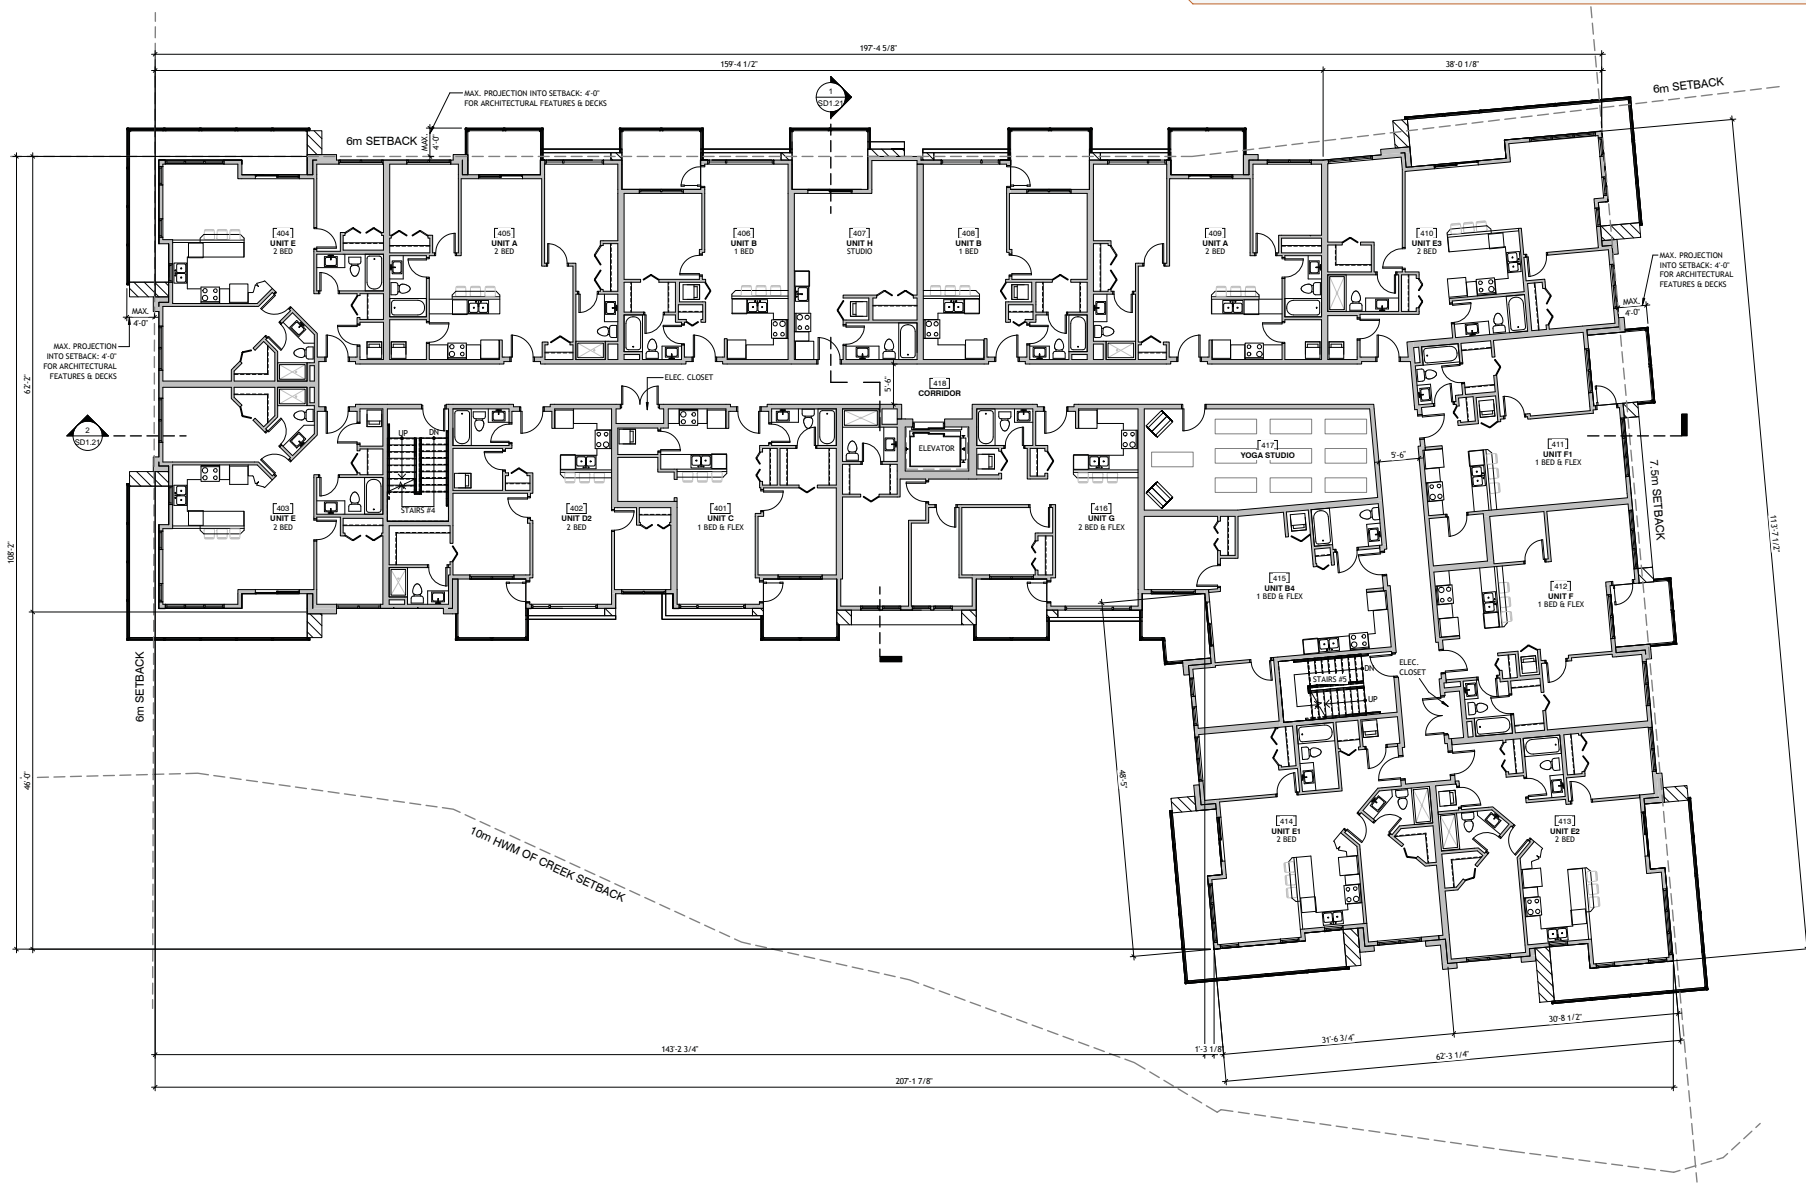 197'-4 5/8"
159'-4 1/2"
38'-0 1/8"
MAX. PROJECTION INTO SETBACK: 4'-0"
FOR ARCHITECTURAL FEATURES & DECKS
1
SD1.21
6m SETBACK
MAX.
4'-0"
6m SETBACK
404
UNIT E
2 BED
405
UNIT A
2 BED
406
UNIT B
1 BED
407
UNIT H
STUDIO
408
UNIT B
1 BED
409
UNIT A
2 BED
410
UNIT E3
2 BED
MAX. PROJECTION
INTO SETBACK: 4'-0"
FOR ARCHITECTURAL
FEATURES & DECKS
MAX.
4'-0"
MAX.
4'-0"
MAX. PROJECTION
INTO SETBACK: 4'-0"
FOR ARCHITECTURAL
FEATURES & DECKS
62'-2"
ELEC. CLOSET
5'-6"
418
CORRIDOR
2
SD1.21
UP
DN
STAIRS #4
ELEVATOR
417
YOGA STUDIO
5'-6"
411
UNIT F1
1 BED & FLEX
7.5m SETBACK
113'-7 1/2"
108'-2"
403
UNIT E
2 BED
402
UNIT D2
2 BED
401
UNIT C
1 BED & FLEX
416
UNIT G
2 BED & FLEX
415
UNIT B4
1 BED & FLEX
412
UNIT F
1 BED & FLEX
6m SETBACK
ELEC.
CLOSET
DN
STAIRS #5
UP
46'-0"
48'-5"
10m HWM OF CREEK SETBACK
414
UNIT E1
2 BED
413
UNIT E2
2 BED
30'-8 1/2"
31'-6 3/4"
143'-2 3/4"
1'-3 1/8"
62'-3 1/4"
207'-1 7/8"